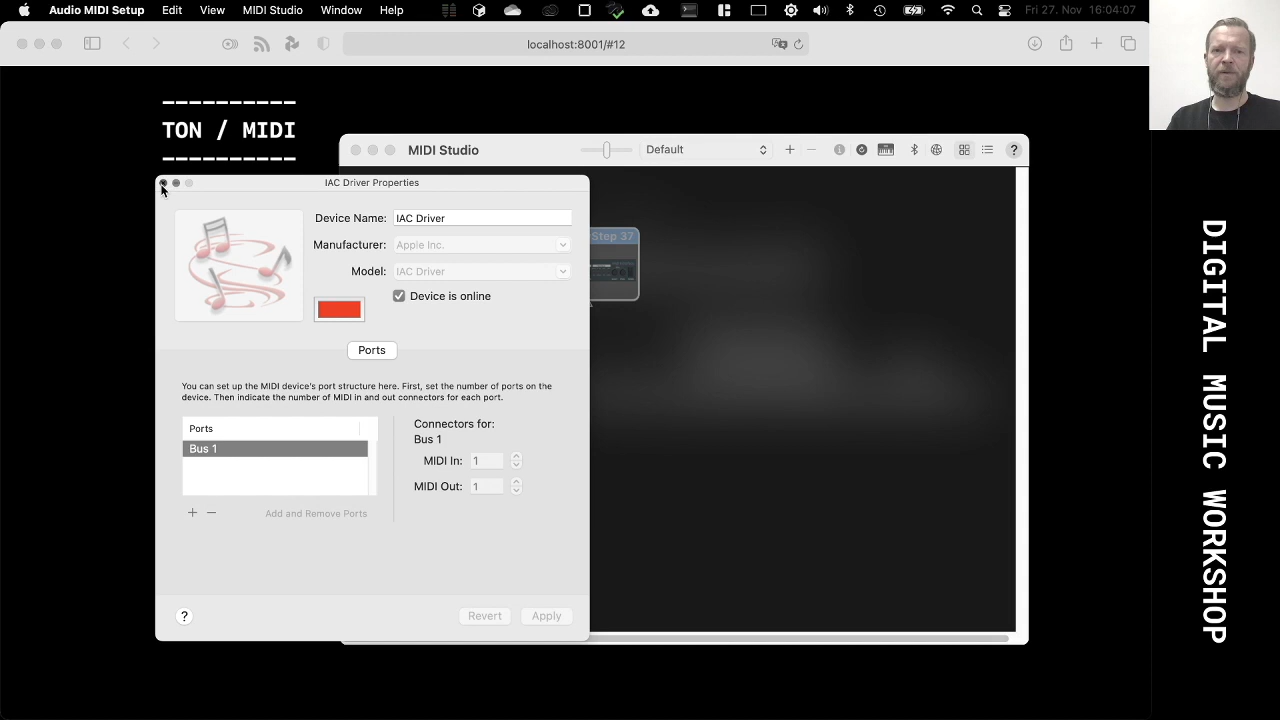 Audio MIDI Setup Edit View MIDI Studio Window Help Fri 27. Nov 16:04:07
localhost:8001/#12
----------
TON / MIDI
----------
MIDI Studio Default ?
IAC Driver Properties
Device Name: IAC Driver
Step 37
Manufacturer: Apple Inc.
Model: IAC Driver
Device is online
Ports
You can set up the MIDI device's port structure here. First, set the number of ports on the
device. Then indicate the number of MIDI in and out connectors for each port.
Ports
Bus 1
Connectors for:
Bus 1
MIDI In: 1
MIDI Out: 1
+ − Add and Remove Ports
? Revert Apply
DIGITAL MUSIC WORKSHOP